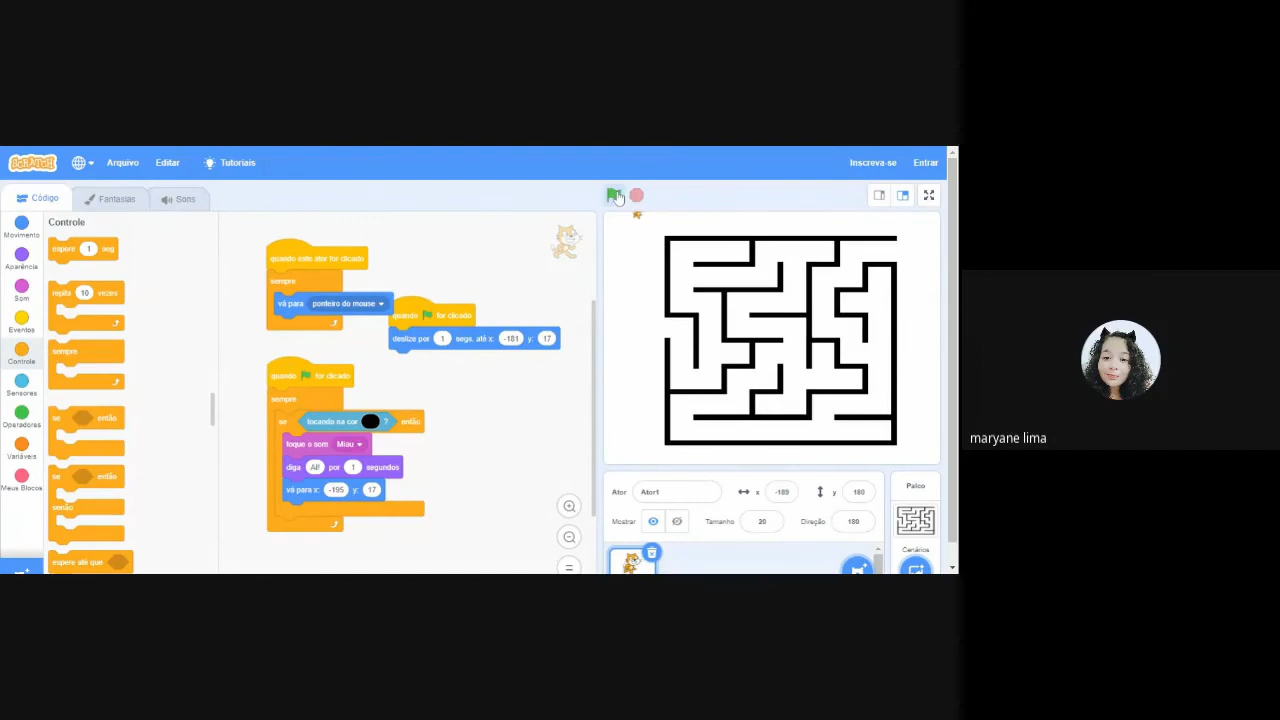 SCRATCH
Arquivo
Editar
Tutoriais
Inscreva-se
Entrar
Código
Fantasias
Sons
Movimento
Aparência
Som
Eventos
Controle
Sensores
Operadores
Variáveis
Meus Blocos
Controle
espere 1 seg
repita 10 vezes
sempre
se então
se então
senão
espere até que
quando este ator for clicado
sempre
vá para ponteiro do mouse
quando for clicado
deslize por 1 segs. até x: -181 y: 17
quando for clicado
sempre
se tocando na cor ? então
toque o som Miau
diga Ai! por 1 segundos
vá para x: -195 y: 17
Ator Ator1 x -189 y 180
Mostrar Tamanho 20 Direção 180
Palco
Cenários
maryane lima